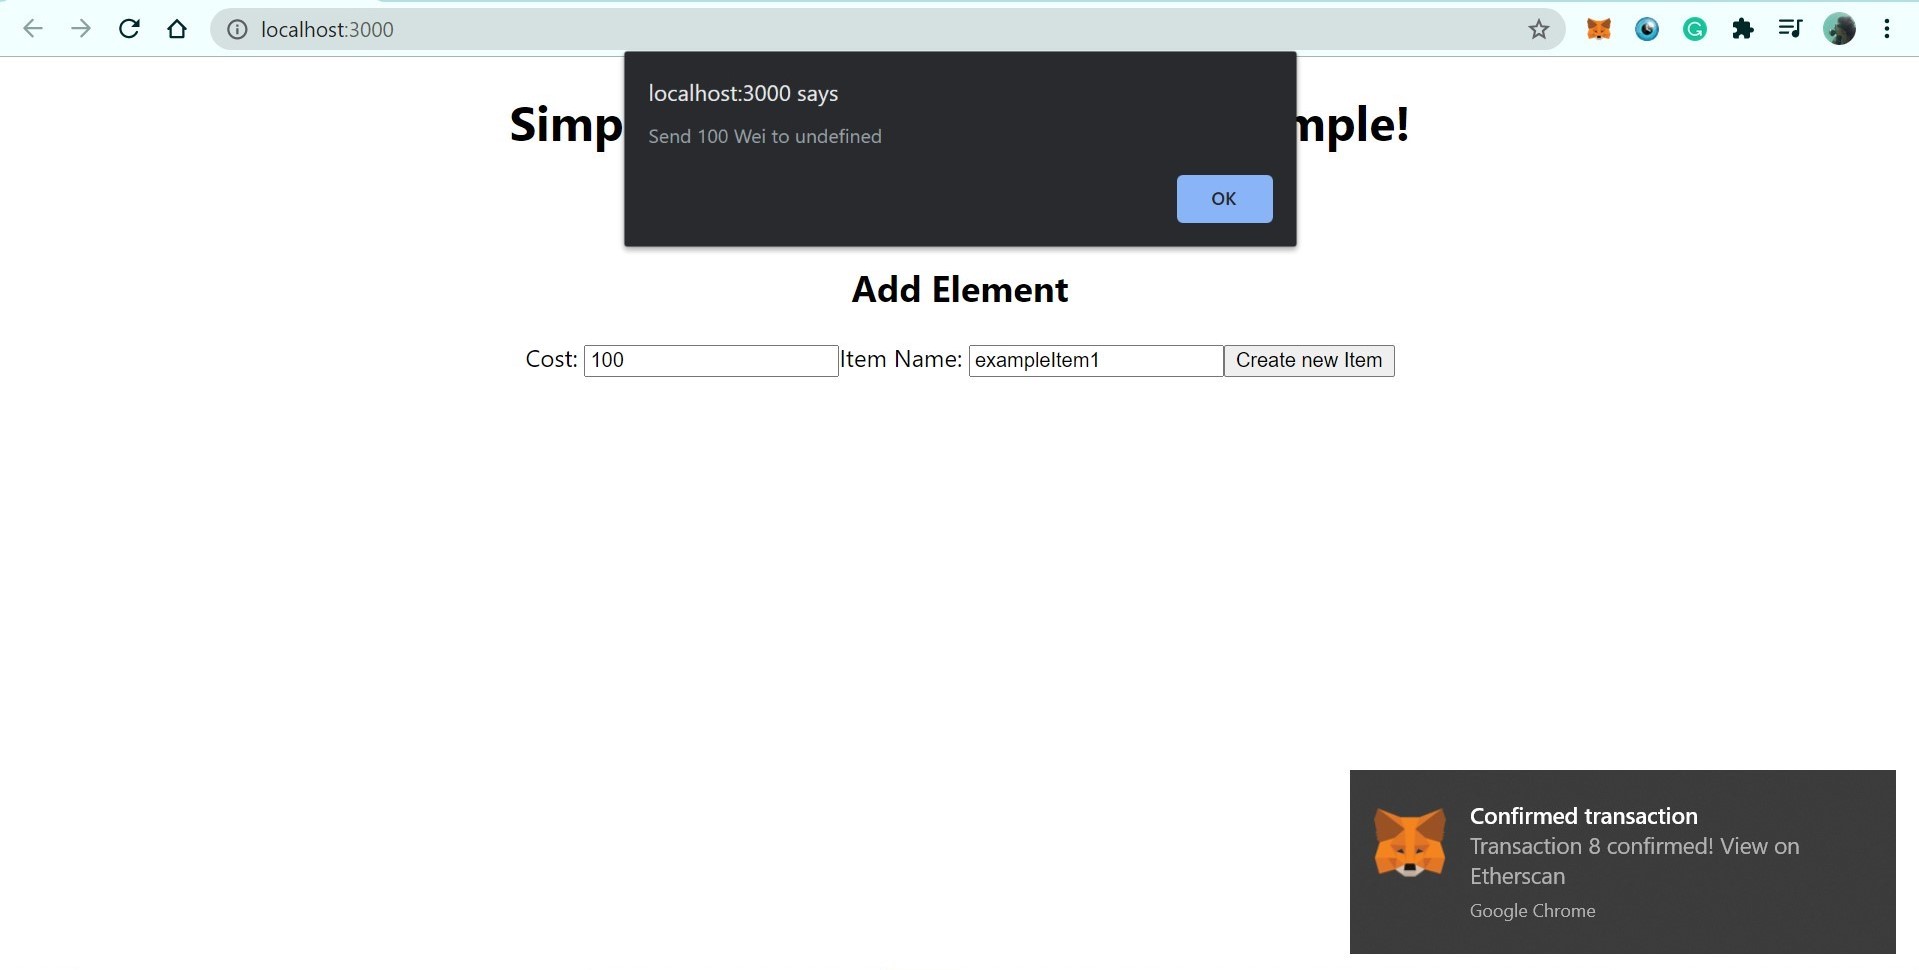 localhost:3000
localhost:3000 says
Send 100 Wei to undefined
OK
Simp mple!
Add Element
Cost: 100 Item Name: exampleItem1 Create new Item
Confirmed transaction
Transaction 8 confirmed! View on
Etherscan
Google Chrome